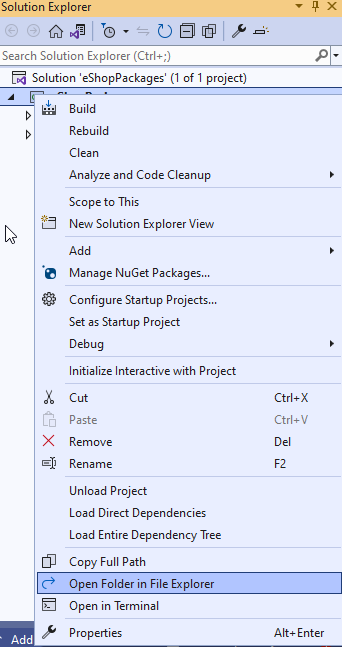 Solution Explorer
Search Solution Explorer (Ctrl+;)
Solution 'eShopPackages' (1 of 1 project)
Build
Rebuild
Clean
Analyze and Code Cleanup
Scope to This
New Solution Explorer View
Add
Manage NuGet Packages...
Configure Startup Projects...
Set as Startup Project
Debug
Initialize Interactive with Project
Cut Ctrl+X
Paste Ctrl+V
Remove Del
Rename F2
Unload Project
Load Direct Dependencies
Load Entire Dependency Tree
Copy Full Path
Open Folder in File Explorer
Open in Terminal
Properties Alt+Enter
Add